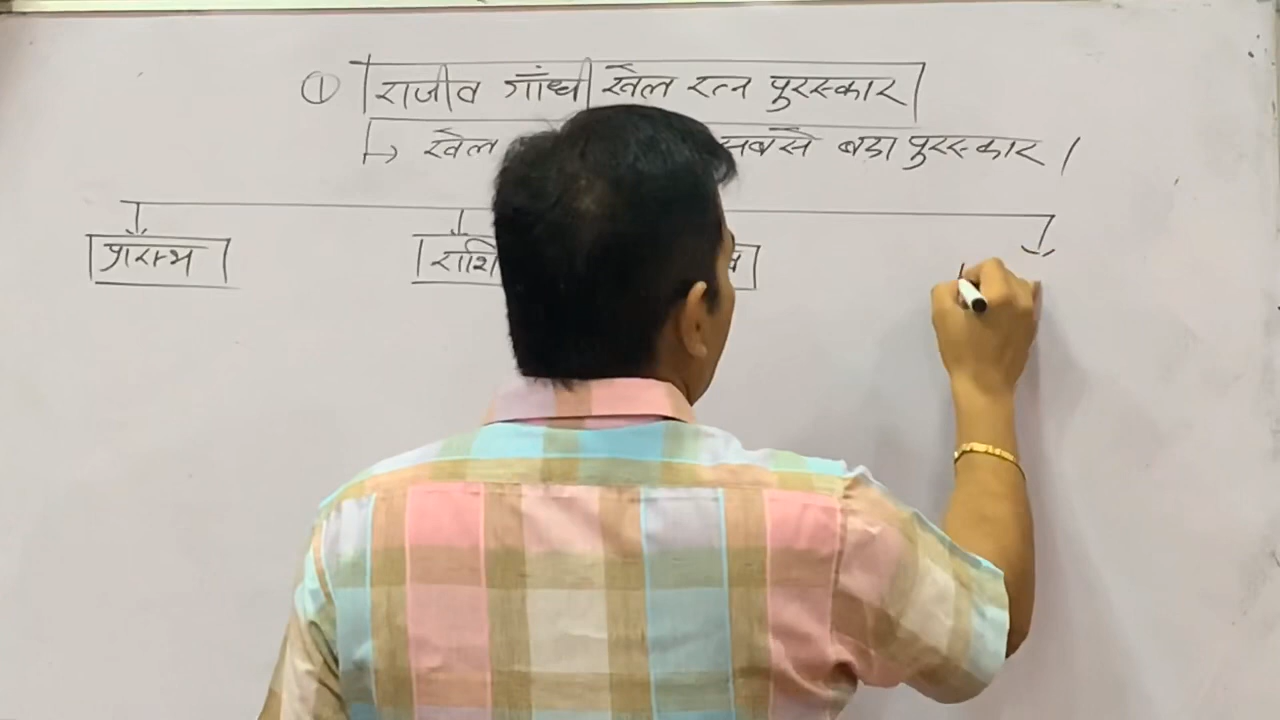 ① राजीव गाँधी खेल रत्न पुरस्कार
↳ खेल सबसे बड़ा पुरस्कार ।
प्रारम्भ राशि